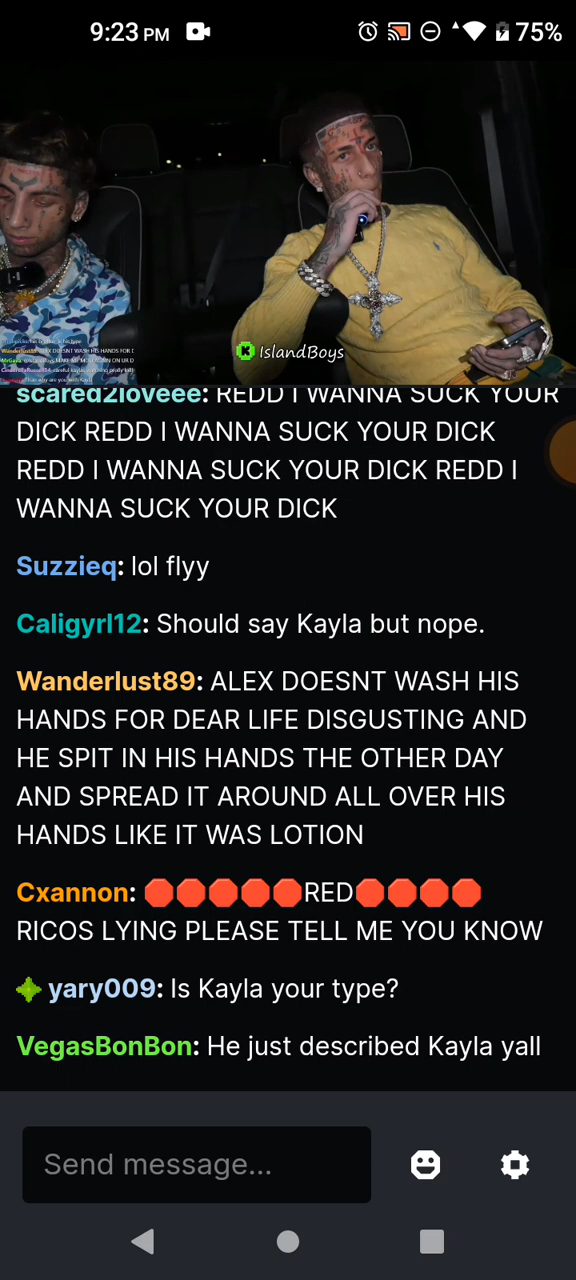 9:23 PM 75%
IslandBoys
scared2loveee: REDD I WANNA SUCK YOUR
DICK REDD I WANNA SUCK YOUR DICK
REDD I WANNA SUCK YOUR DICK REDD I
WANNA SUCK YOUR DICK
Suzzieq: lol flyy
Caligyrl12: Should say Kayla but nope.
Wanderlust89: ALEX DOESNT WASH HIS
HANDS FOR DEAR LIFE DISGUSTING AND
HE SPIT IN HIS HANDS THE OTHER DAY
AND SPREAD IT AROUND ALL OVER HIS
HANDS LIKE IT WAS LOTION
Cxannon: 🛑🛑🛑🛑🛑RED🛑🛑🛑🛑
RICOS LYING PLEASE TELL ME YOU KNOW
yary009: Is Kayla your type?
VegasBonBon: He just described Kayla yall
Send message...